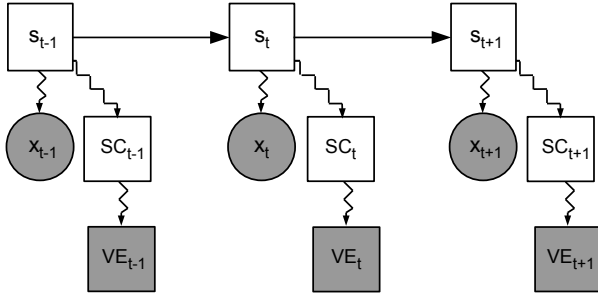 s_{t-1} s_t s_{t+1}
x_{t-1} SC_{t-1} x_t SC_t x_{t+1} SC_{t+1}
VE_{t-1} VE_t VE_{t+1}